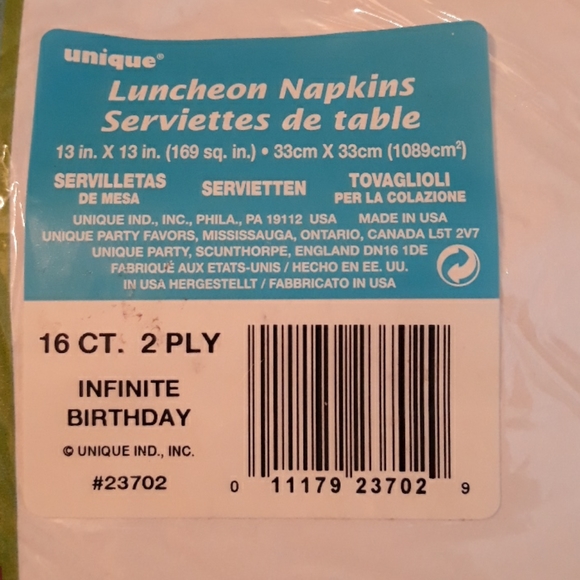 unique®
Luncheon Napkins
Serviettes de table
13 in. X 13 in. (169 sq. in.) • 33cm X 33cm (1089cm²)
SERVILLETAS DE MESA
SERVIETTEN
TOVAGLIOLI PER LA COLAZIONE
UNIQUE IND., INC., PHILA., PA 19112 USA MADE IN USA
UNIQUE PARTY FAVORS, MISSISSAUGA, ONTARIO, CANADA L5T 2V7
UNIQUE PARTY, SCUNTHORPE, ENGLAND DN16 1DE
FABRIQUÉ AUX ETATS-UNIS / HECHO EN EE. UU.
IN USA HERGESTELLT / FABBRICATO IN USA
16 CT. 2 PLY
INFINITE
BIRTHDAY
© UNIQUE IND., INC.
#23702
0 11179 23702 9